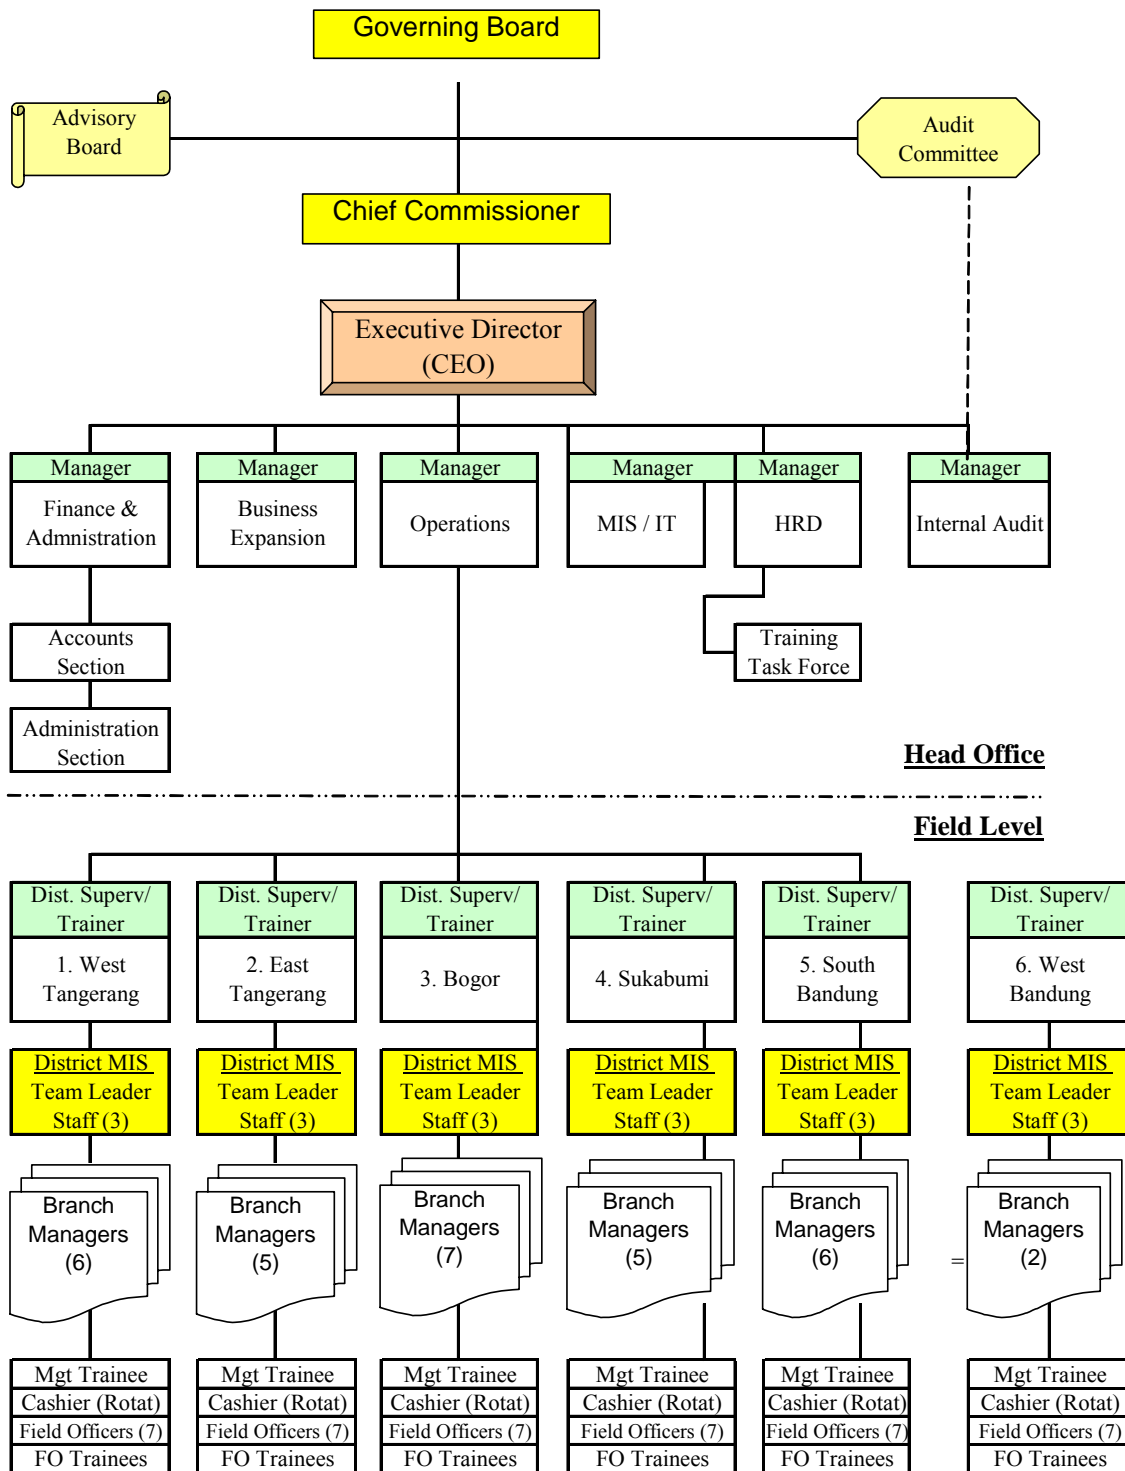 Governing Board
Advisory
Board
Audit
Committee
Chief Commissioner
Executive Director
(CEO)
Manager
Finance &
Admnistration
Manager
Business
Expansion
Manager
Operations
Manager
MIS / IT
Manager
HRD
Manager
Internal Audit
Accounts
Section
Training
Task Force
Administration
Section
Head Office
Field Level
Dist. Superv/
Trainer
1. West
Tangerang
Dist. Superv/
Trainer
2. East
Tangerang
Dist. Superv/
Trainer
3. Bogor
Dist. Superv/
Trainer
4. Sukabumi
Dist. Superv/
Trainer
5. South
Bandung
Dist. Superv/
Trainer
6. West
Bandung
District MIS
Team Leader
Staff (3)
District MIS
Team Leader
Staff (3)
District MIS
Team Leader
Staff (3)
District MIS
Team Leader
Staff (3)
District MIS
Team Leader
Staff (3)
District MIS
Team Leader
Staff (3)
Branch
Managers
(6)
Branch
Managers
(5)
Branch
Managers
(7)
Branch
Managers
(5)
Branch
Managers
(6)
=
Branch
Managers
(2)
Mgt Trainee
Cashier (Rotat)
Field Officers (7)
FO Trainees
Mgt Trainee
Cashier (Rotat)
Field Officers (7)
FO Trainees
Mgt Trainee
Cashier (Rotat)
Field Officers (7)
FO Trainees
Mgt Trainee
Cashier (Rotat)
Field Officers (7)
FO Trainees
Mgt Trainee
Cashier (Rotat)
Field Officers (7)
FO Trainees
Mgt Trainee
Cashier (Rotat)
Field Officers (7)
FO Trainees